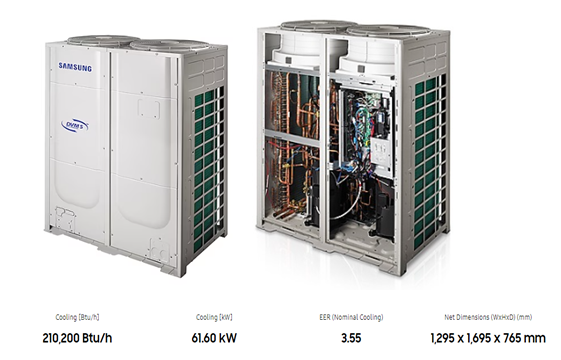 SAMSUNG
DVM S
Cooling [Btu/h]
210,200 Btu/h
Cooling [kW]
61.60 kW
EER (Nominal Cooling)
3.55
Net Dimensions (WxHxD) (mm)
1,295 x 1,695 x 765 mm